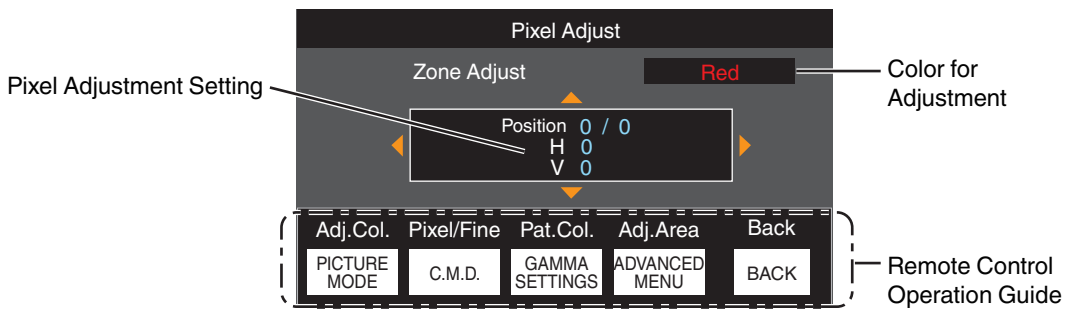 Pixel Adjust
Zone Adjust
Red
Color for
Adjustment
Pixel Adjustment Setting
Position 0 / 0
H 0
V 0
Adj.Col. Pixel/Fine Pat.Col. Adj.Area Back
PICTURE
MODE
C.M.D.
GAMMA
SETTINGS
ADVANCED
MENU
BACK
Remote Control
Operation Guide